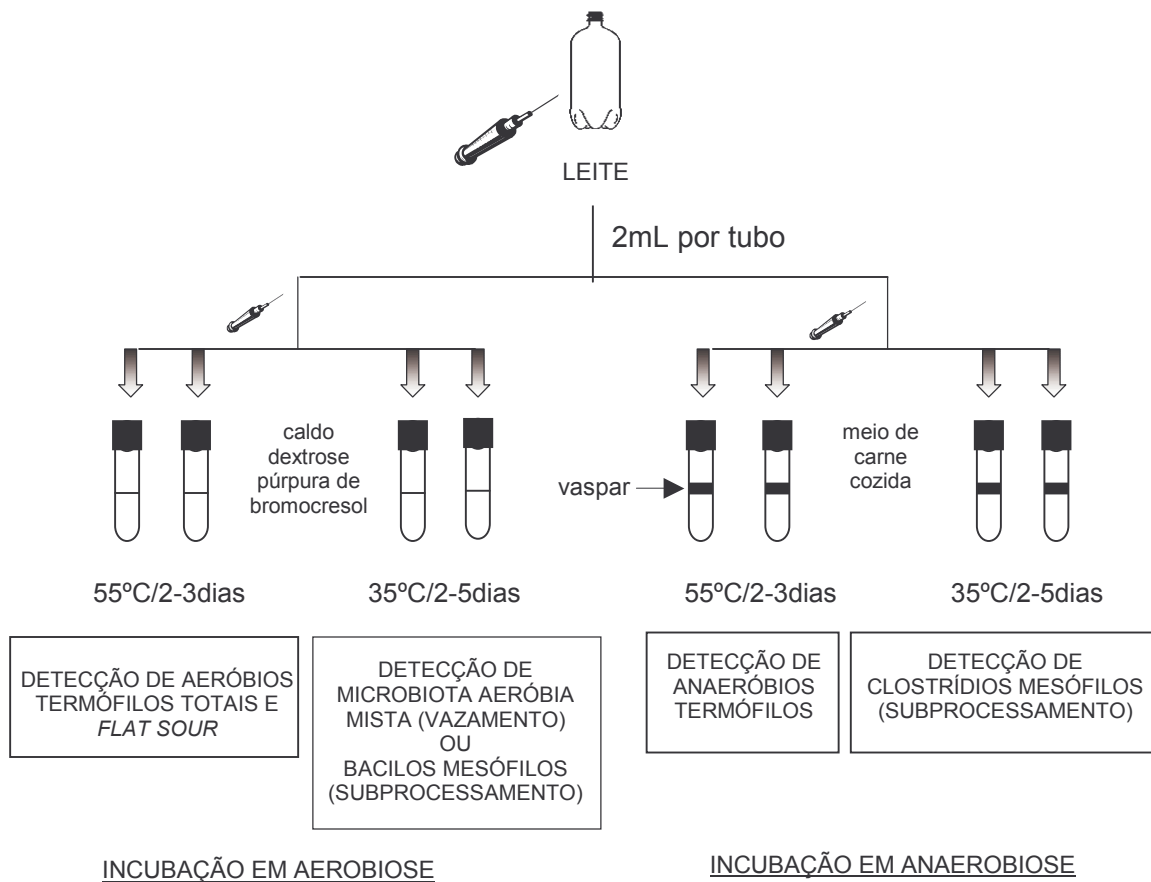 LEITE
2mL por tubo
caldo
dextrose
púrpura de
bromocresol
vaspar
meio de
carne
cozida
55ºC/2-3dias
35ºC/2-5dias
55ºC/2-3dias
35ºC/2-5dias
DETECÇÃO DE AERÓBIOS
TERMÓFILOS TOTAIS E
FLAT SOUR
DETECÇÃO DE
MICROBIOTA AERÓBIA
MISTA (VAZAMENTO)
OU
BACILOS MESÓFILOS
(SUBPROCESSAMENTO)
DETECÇÃO DE
ANAERÓBIOS
TERMÓFILOS
DETECÇÃO DE
CLOSTRÍDIOS MESÓFILOS
(SUBPROCESSAMENTO)
INCUBAÇÃO EM AEROBIOSE
INCUBAÇÃO EM ANAEROBIOSE